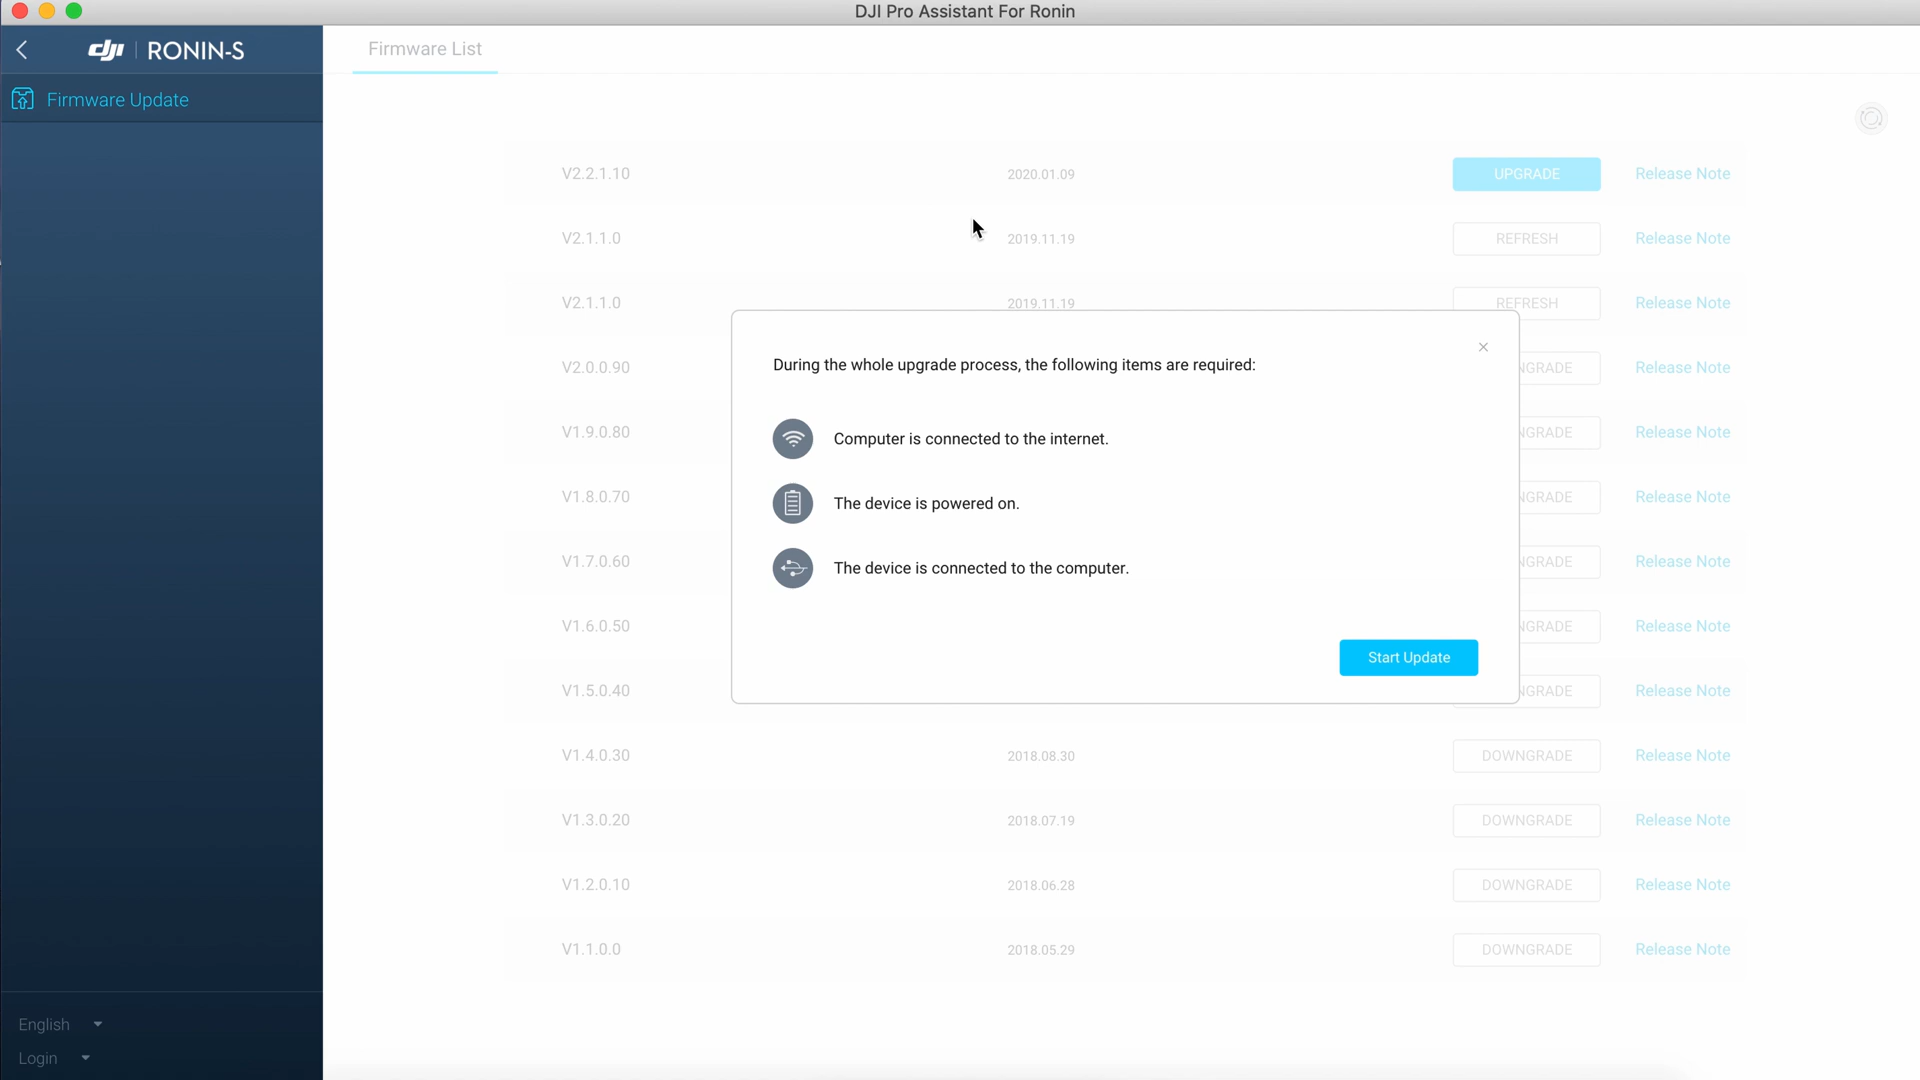 DJI Pro Assistant For Ronin
dji RONIN-S
Firmware List
Firmware Update
V2.2.1.10 2020.01.09 UPGRADE Release Note
V2.1.1.0 2019.11.19 REFRESH Release Note
V2.1.1.0 2019.11.19 REFRESH Release Note
During the whole upgrade process, the following items are required:
V2.0.0.90 NGRADE Release Note
V1.9.0.80 NGRADE Release Note
Computer is connected to the internet.
V1.8.0.70 NGRADE Release Note
The device is powered on.
V1.7.0.60 NGRADE Release Note
The device is connected to the computer.
V1.6.0.50 NGRADE Release Note
Start Update
V1.5.0.40 NGRADE Release Note
V1.4.0.30 2018.08.30 DOWNGRADE Release Note
V1.3.0.20 2018.07.19 DOWNGRADE Release Note
V1.2.0.10 2018.06.28 DOWNGRADE Release Note
V1.1.0.0 2018.05.29 DOWNGRADE Release Note
English
Login